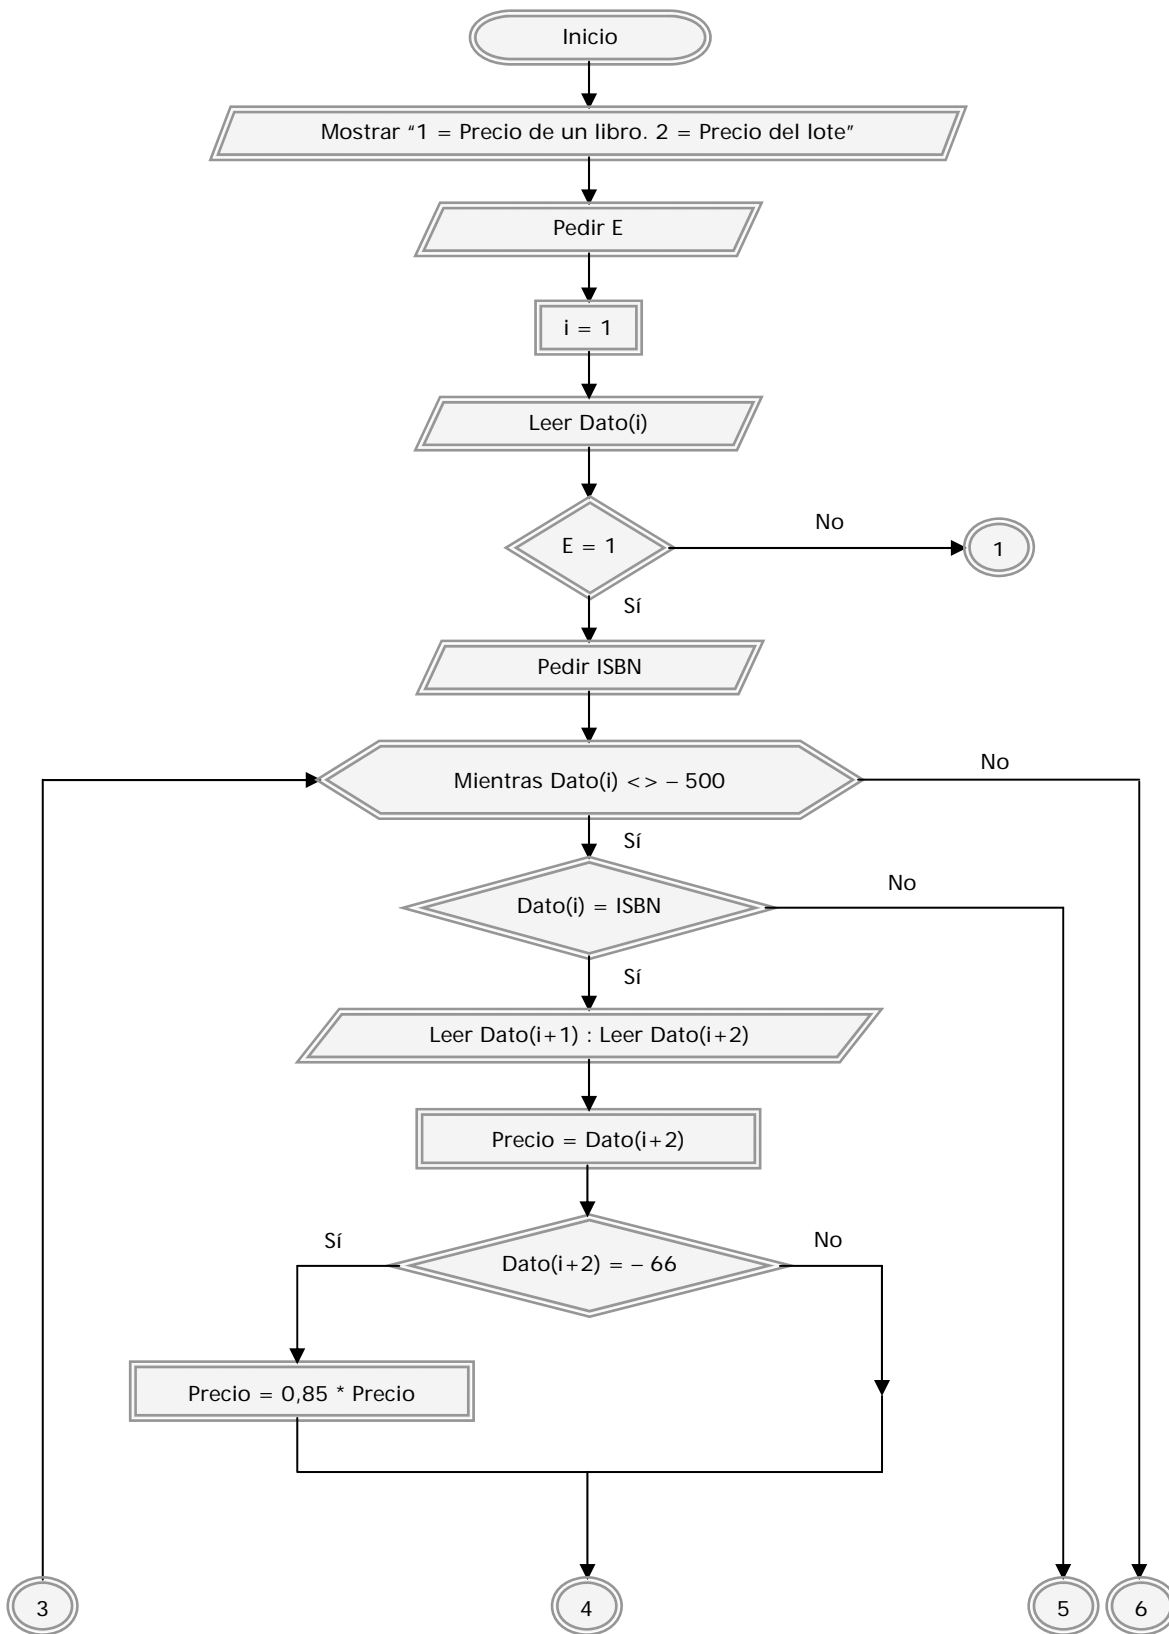 Inicio
Mostrar “1 = Precio de un libro. 2 = Precio del lote”
Pedir E
i = 1
Leer Dato(i)
E = 1
No
1
Sí
Pedir ISBN
Mientras Dato(i) <> – 500
No
Sí
Dato(i) = ISBN
No
Sí
Leer Dato(i+1) : Leer Dato(i+2)
Precio = Dato(i+2)
Sí
Dato(i+2) = – 66
No
Precio = 0,85 * Precio
3
4
5
6